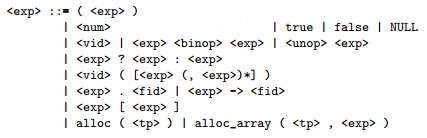 <exp> ::= ( <exp> )
| <num> | true | false | NULL
| <vid> | <exp> <binop> <exp> | <unop> <exp>
| <exp> ? <exp> : <exp>
| <vid> ( [<exp> (, <exp>)*] )
| <exp> . <fid> | <exp> -> <fid>
| <exp> [ <exp> ]
| alloc ( <tp> ) | alloc_array ( <tp> , <exp> )